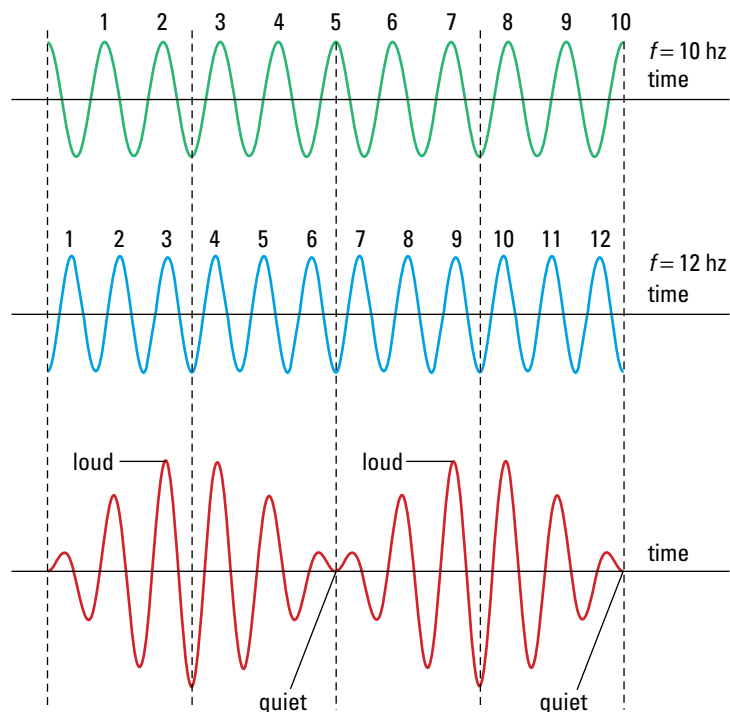 1 2 3 4 5 6 7 8 9 10
f = 10 hz
time
1 2 3 4 5 6 7 8 9 10 11 12
f = 12 hz
time
loud loud
time
quiet quiet